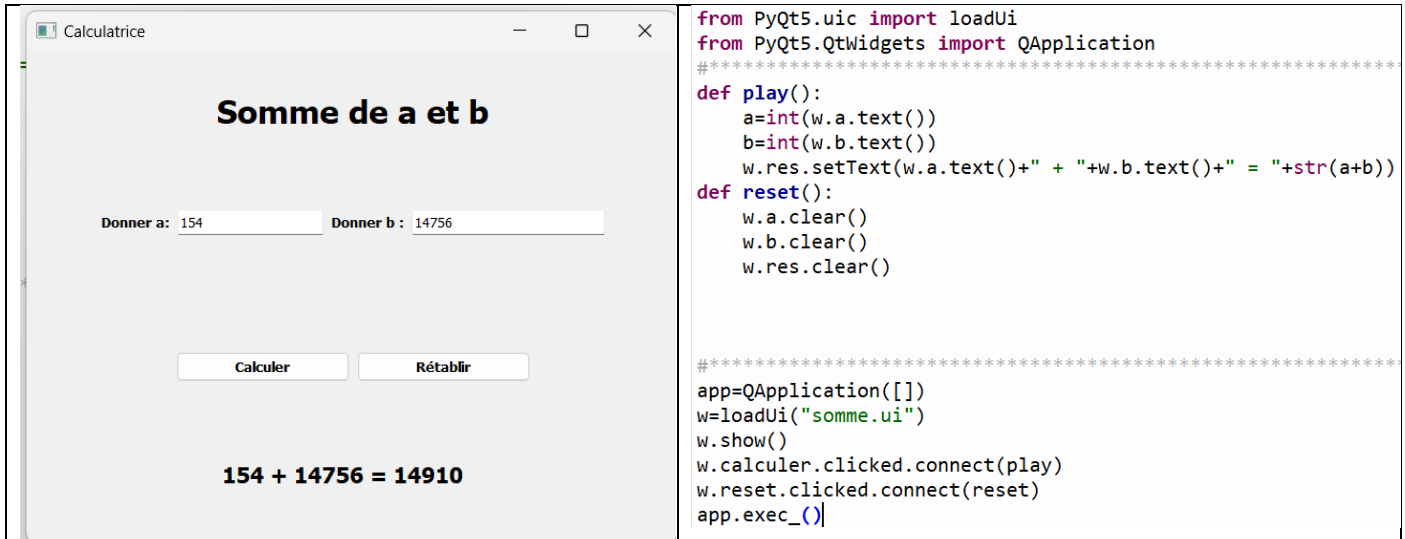 Calculatrice
Somme de a et b
Donner a: 154 Donner b : 14756
Calculer Rétablir
154 + 14756 = 14910
from PyQt5.uic import loadUi
from PyQt5.QtWidgets import QApplication
#************************************************************
def play():
    a=int(w.a.text())
    b=int(w.b.text())
    w.res.setText(w.a.text()+" + "+w.b.text()+" = "+str(a+b))
def reset():
    w.a.clear()
    w.b.clear()
    w.res.clear()
#************************************************************
app=QApplication([])
w=loadUi("somme.ui")
w.show()
w.calculer.clicked.connect(play)
w.reset.clicked.connect(reset)
app.exec_()